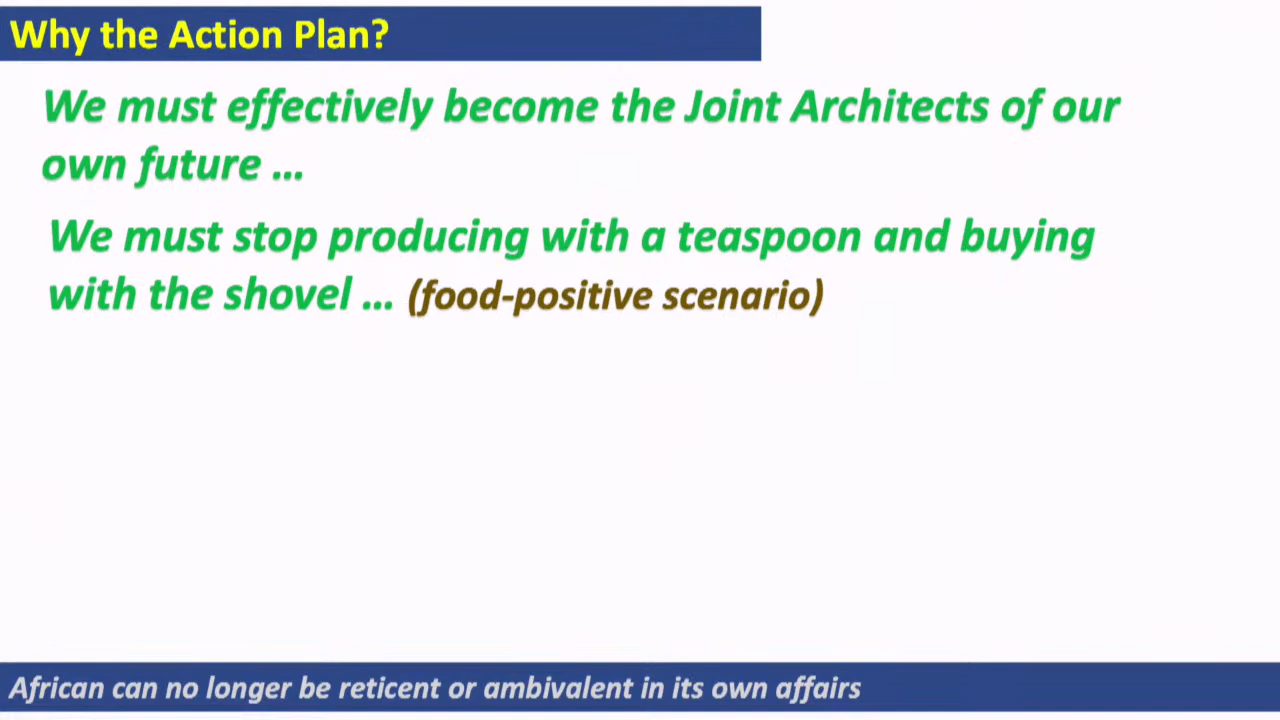 Why the Action Plan?
We must effectively become the Joint Architects of our
own future ...
We must stop producing with a teaspoon and buying
with the shovel ... (food-positive scenario)
African can no longer be reticent or ambivalent in its own affairs